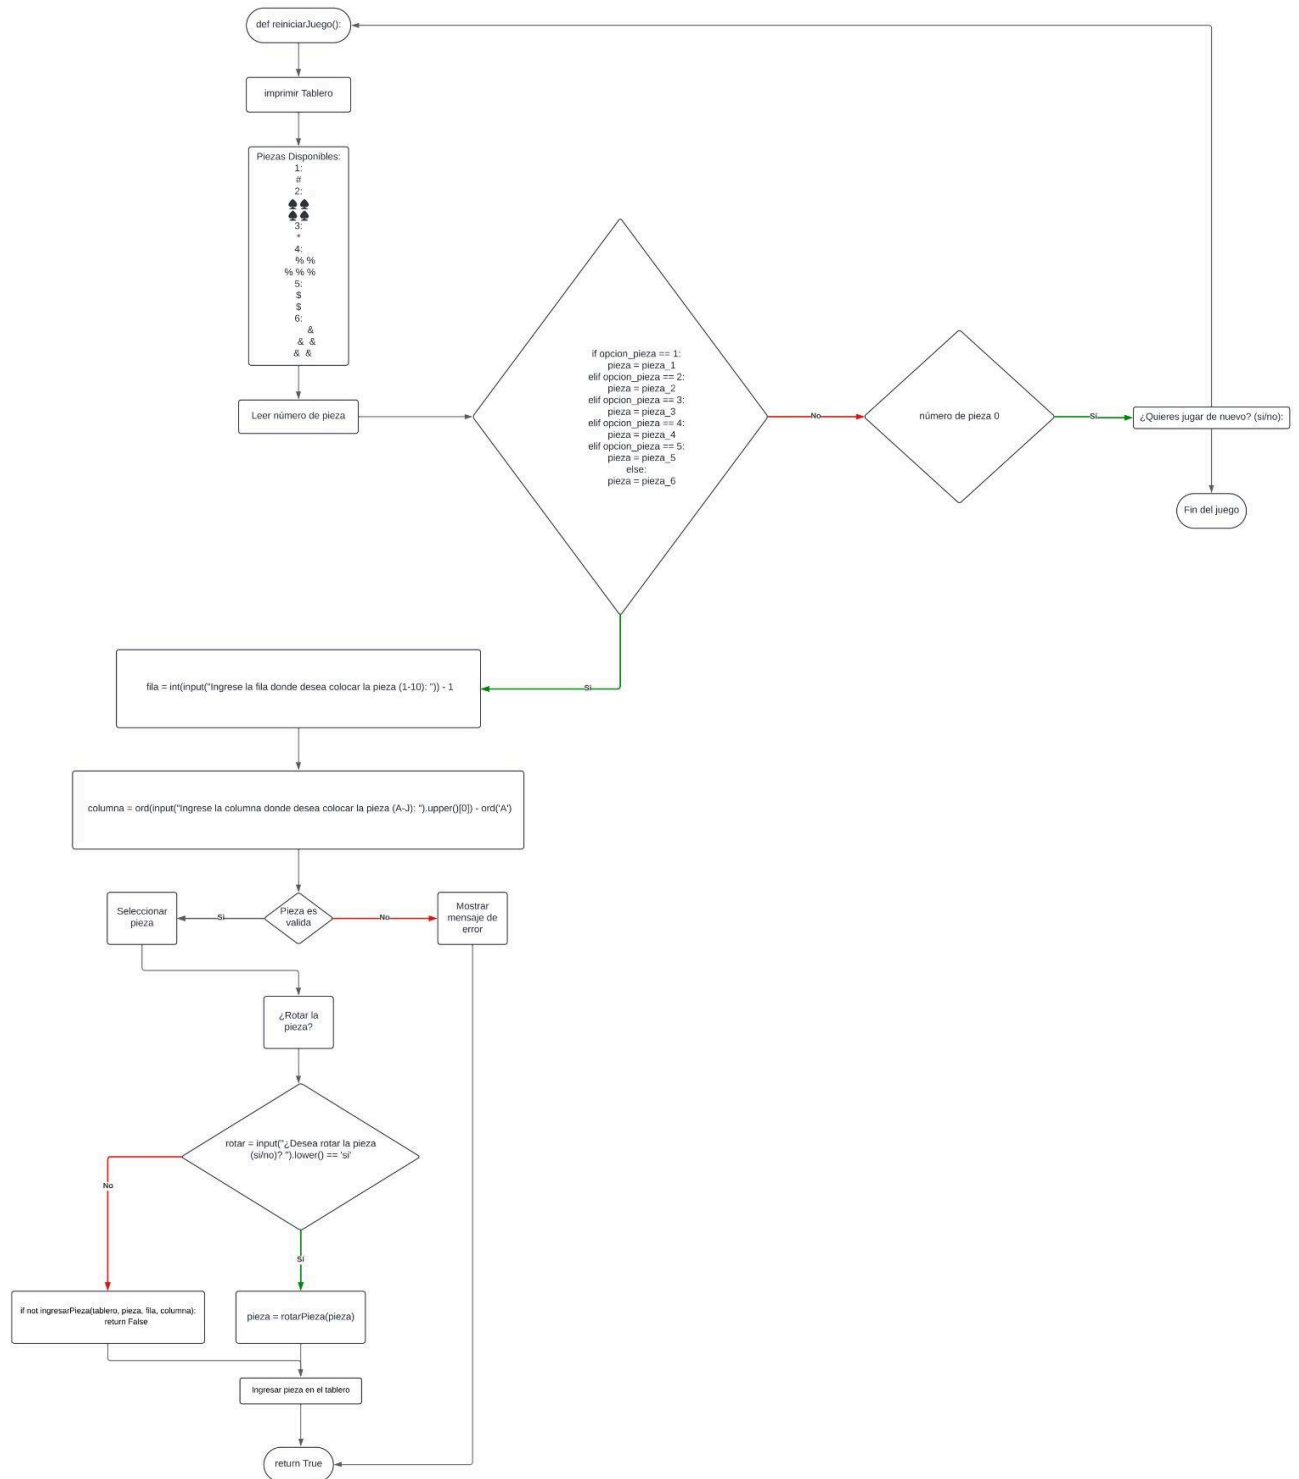 def reiniciarJuego():
imprimir Tablero
Piezas Disponibles:
1:
#
2:
♠ ♠
♠ ♠
3:
*
4:
% %
% % %
5:
$
$
6:
&
& &
& &
Leer número de pieza
if opcion_pieza == 1:
pieza = pieza_1
elif opcion_pieza == 2:
pieza = pieza_2
elif opcion_pieza == 3:
pieza = pieza_3
elif opcion_pieza == 4:
pieza = pieza_4
elif opcion_pieza == 5:
pieza = pieza_5
else:
pieza = pieza_6
No
número de pieza 0
Sí
¿Quieres jugar de nuevo? (si/no):
Fin del juego
Sí
fila = int(input("Ingrese la fila donde desea colocar la pieza (1-10): ")) - 1
columna = ord(input("Ingrese la columna donde desea colocar la pieza (A-J): ").upper()[0]) - ord('A')
Pieza es
valida
Sí
Seleccionar
pieza
No
Mostrar
mensaje de
error
¿Rotar la
pieza?
rotar = input("¿Desea rotar la pieza
(si/no)? ").lower() == 'si'
No
Sí
if not ingresarPieza(tablero, pieza, fila, columna):
return False
pieza = rotarPieza(pieza)
Ingresar pieza en el tablero
return True